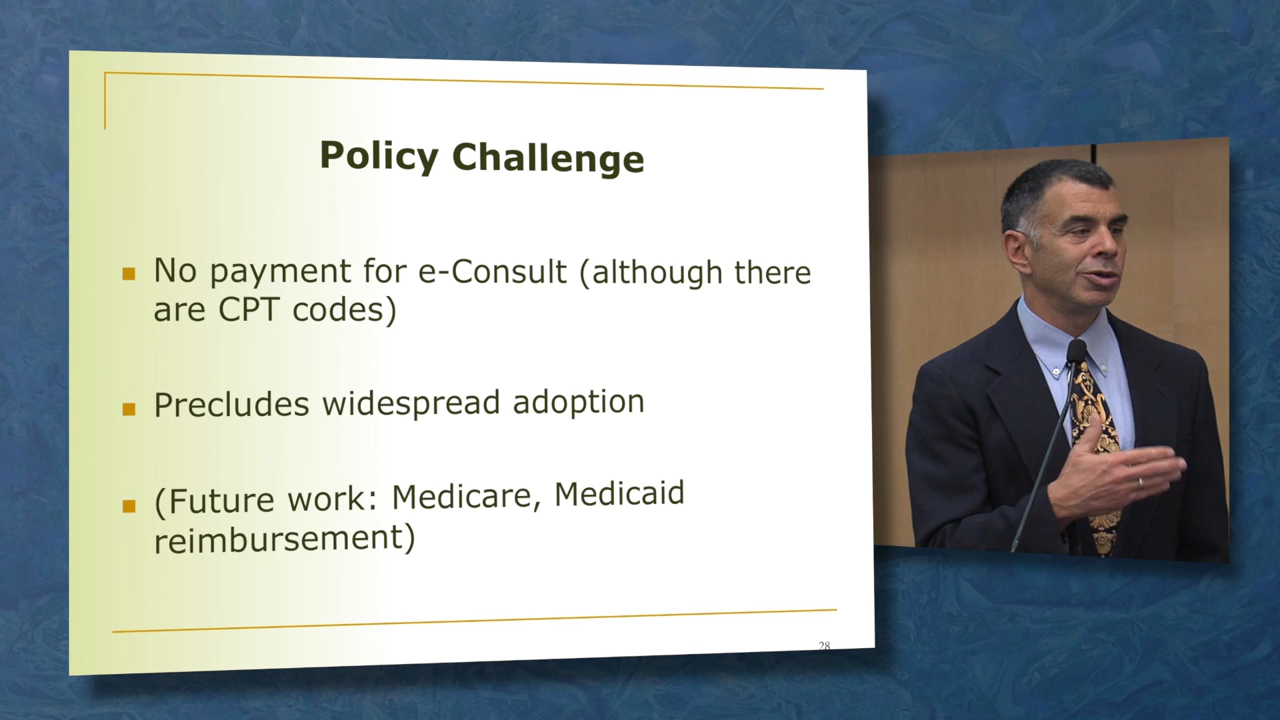 Policy Challenge
No payment for e-Consult (although there
are CPT codes)
Precludes widespread adoption
(Future work: Medicare, Medicaid
reimbursement)
28